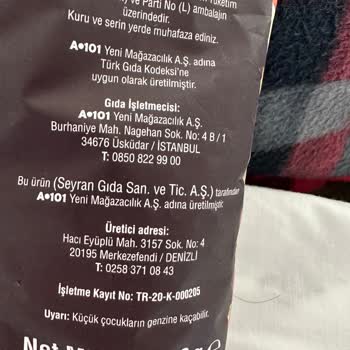 ve Parti No (L) ambalajın
üzerindedir.
Kuru ve serin yerde muhafaza ediniz.
A101 Yeni Mağazacılık A.Ş. adına
Türk Gıda Kodeksi'ne
uygun olarak üretilmiştir.
Gıda İşletmecisi:
A101 Yeni Mağazacılık A.Ş.
Burhaniye Mah. Nagehan Sok. No: 4 B / 1
34676 Üsküdar / İSTANBUL
T: 0850 822 99 00
Bu ürün (Seyran Gıda San. ve Tic. A.Ş.) tarafından
A101 Yeni Mağazacılık A.Ş. adına üretilmiştir.
Üretici adresi:
Hacı Eyüplü Mah. 3157 Sok. No: 4
20195 Merkezefendi / DENİZLİ
T: 0258 371 08 43
İşletme Kayıt No: TR-20-K-000205
Uyarı: Küçük çocukların genzine kaçabilir.
Net